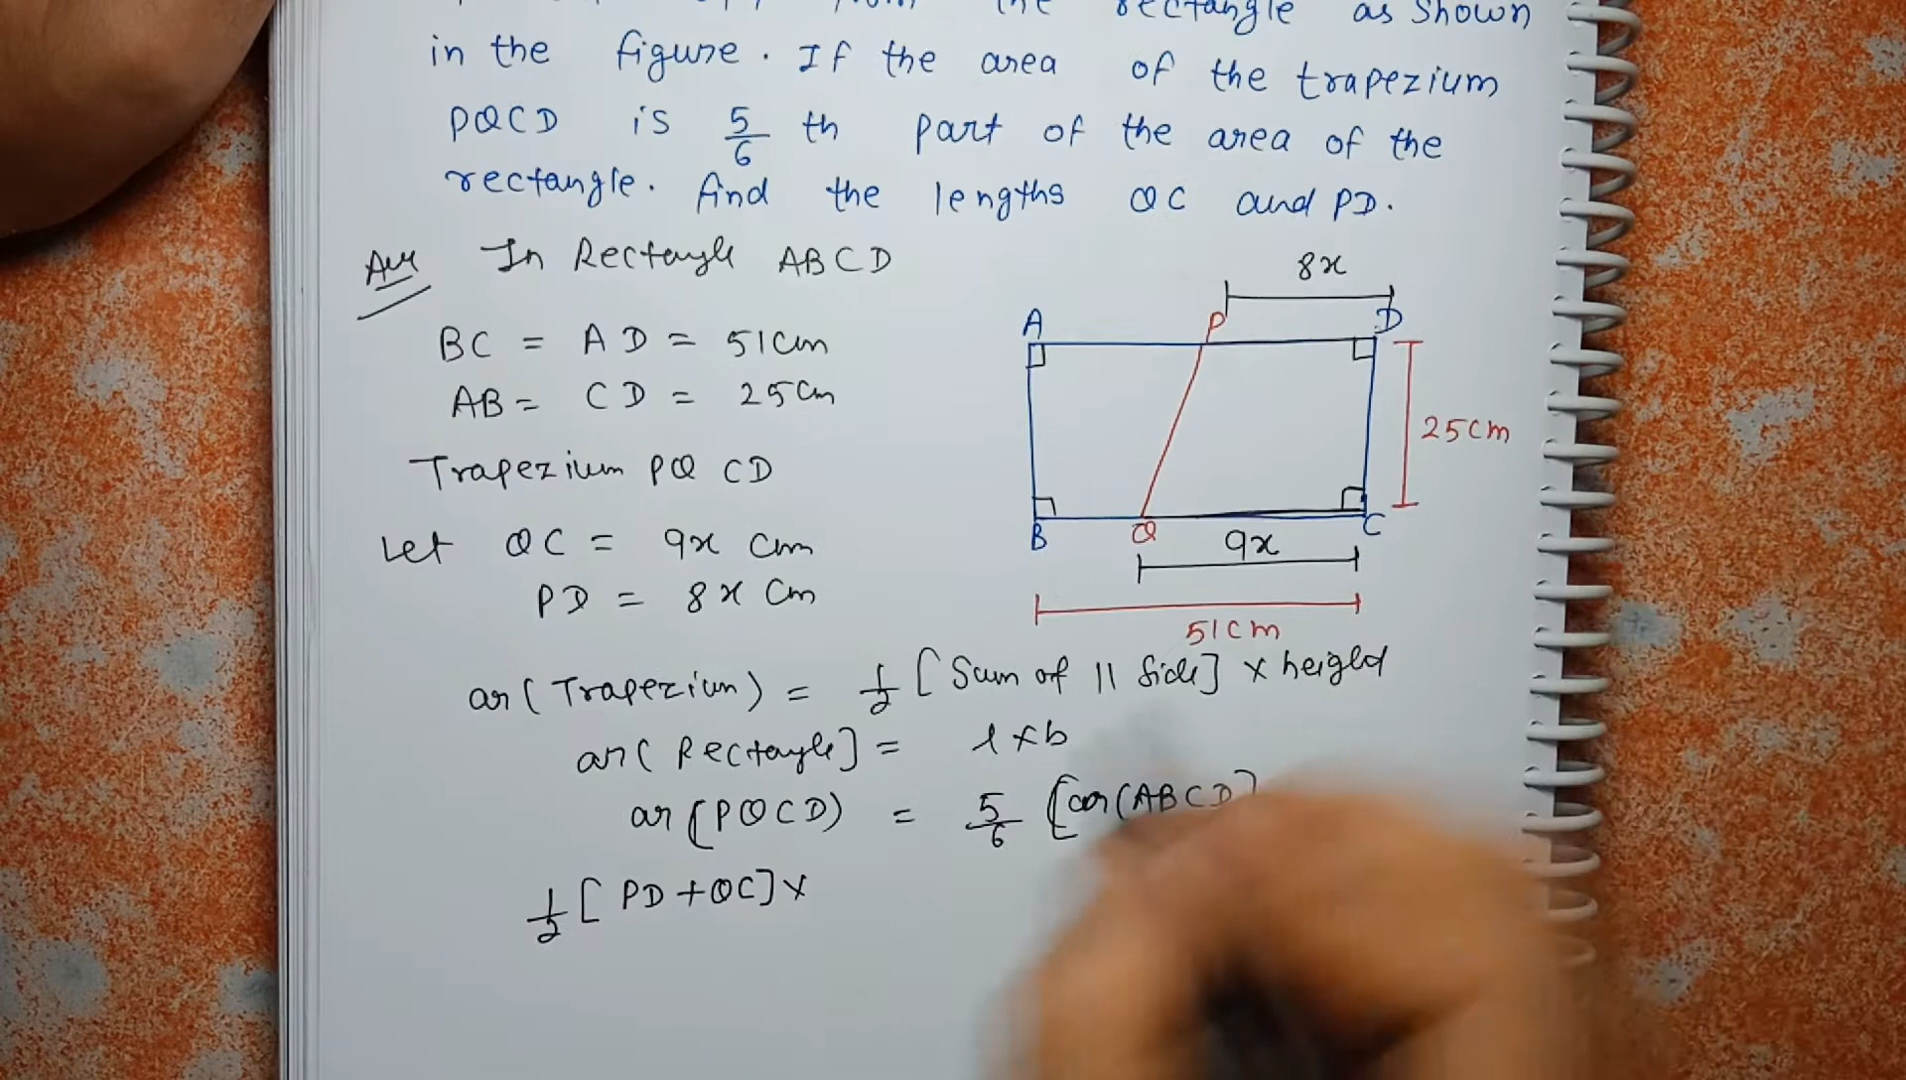 the rectangle as shown
in the figure. If the area of the trapezium
PQCD is 5/6 th part of the area of the
rectangle. find the lengths QC and PD.
Ans In Rectangle ABCD
BC = AD = 51cm
AB = CD = 25cm
Trapezium PQ CD
Let QC = 9x cm
PD = 8x cm
8x
A P D
25cm
B Q C
9x
51cm
ar(Trapezium) = 1/2 [Sum of || side] x height
ar(Rectangle] = l x b
ar(PQCD) = 5/6 [ar(ABCD]
1/2 [PD+QC] x